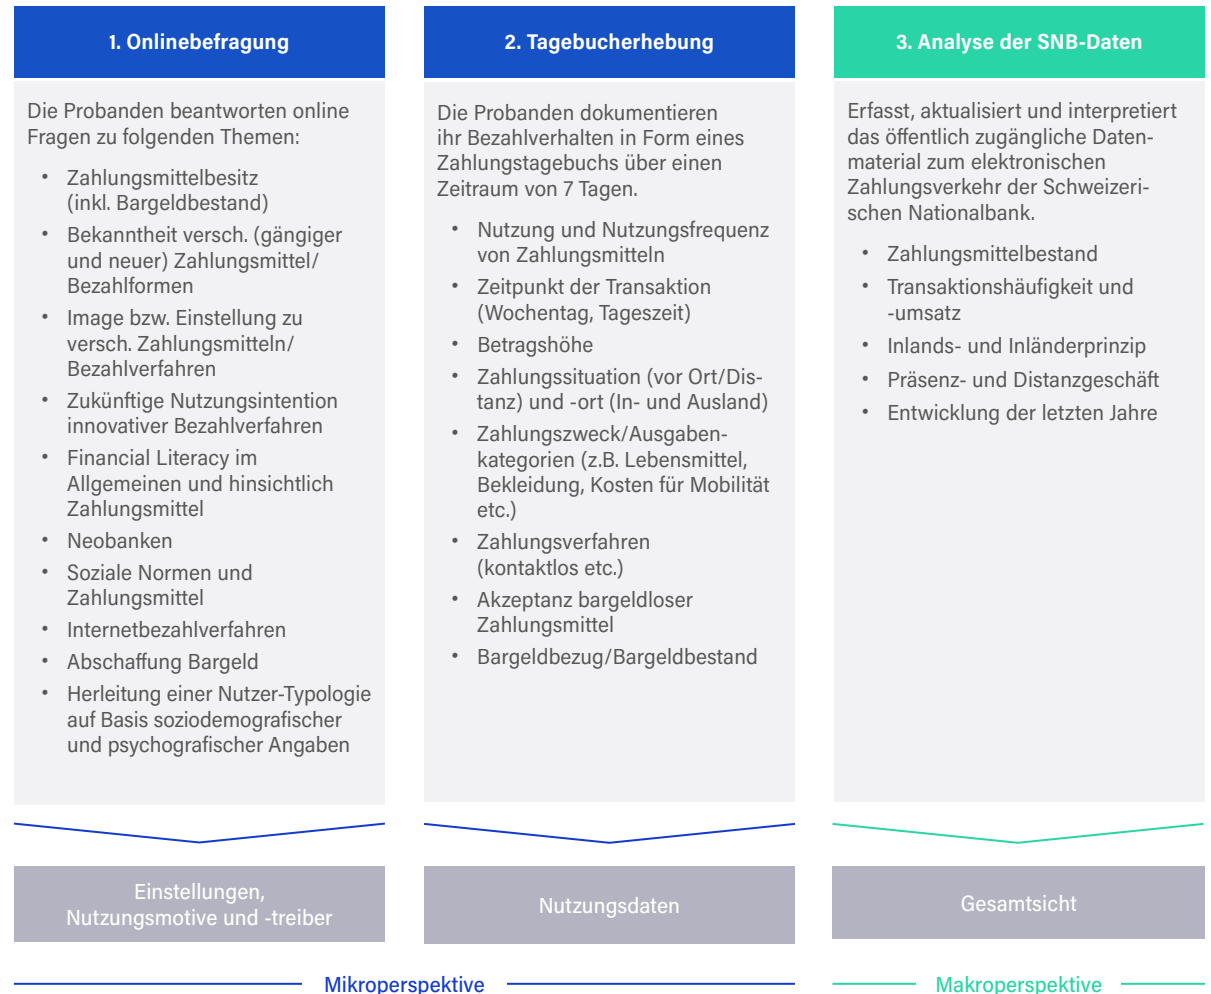 1. Onlinebefragung
Die Probanden beantworten online
Fragen zu folgenden Themen:
• Zahlungsmittelbesitz
(inkl. Bargeldbestand)
• Bekanntheit versch. (gängiger
und neuer) Zahlungsmittel/
Bezahlformen
• Image bzw. Einstellung zu
versch. Zahlungsmitteln/
Bezahlverfahren
• Zukünftige Nutzungsintention
innovativer Bezahlverfahren
• Financial Literacy im
Allgemeinen und hinsichtlich
Zahlungsmittel
• Neobanken
• Soziale Normen und
Zahlungsmittel
• Internetbezahlverfahren
• Abschaffung Bargeld
• Herleitung einer Nutzer-Typologie
auf Basis soziodemografischer
und psychografischer Angaben
Einstellungen,
Nutzungsmotive und -treiber
2. Tagebucherhebung
Die Probanden dokumentieren
ihr Bezahlverhalten in Form eines
Zahlungstagebuchs über einen
Zeitraum von 7 Tagen.
• Nutzung und Nutzungsfrequenz
von Zahlungsmitteln
• Zeitpunkt der Transaktion
(Wochentag, Tageszeit)
• Betragshöhe
• Zahlungssituation (vor Ort/Dis-
tanz) und -ort (In- und Ausland)
• Zahlungszweck/Ausgaben-
kategorien (z.B. Lebensmittel,
Bekleidung, Kosten für Mobilität
etc.)
• Zahlungsverfahren
(kontaktlos etc.)
• Akzeptanz bargeldloser
Zahlungsmittel
• Bargeldbezug/Bargeldbestand
Nutzungsdaten
Mikroperspektive
3. Analyse der SNB-Daten
Erfasst, aktualisiert und interpretiert
das öffentlich zugängliche Daten-
material zum elektronischen
Zahlungsverkehr der Schweizeri-
schen Nationalbank.
• Zahlungsmittelbestand
• Transaktionshäufigkeit und
-umsatz
• Inlands- und Inländerprinzip
• Präsenz- und Distanzgeschäft
• Entwicklung der letzten Jahre
Gesamtsicht
Makroperspektive